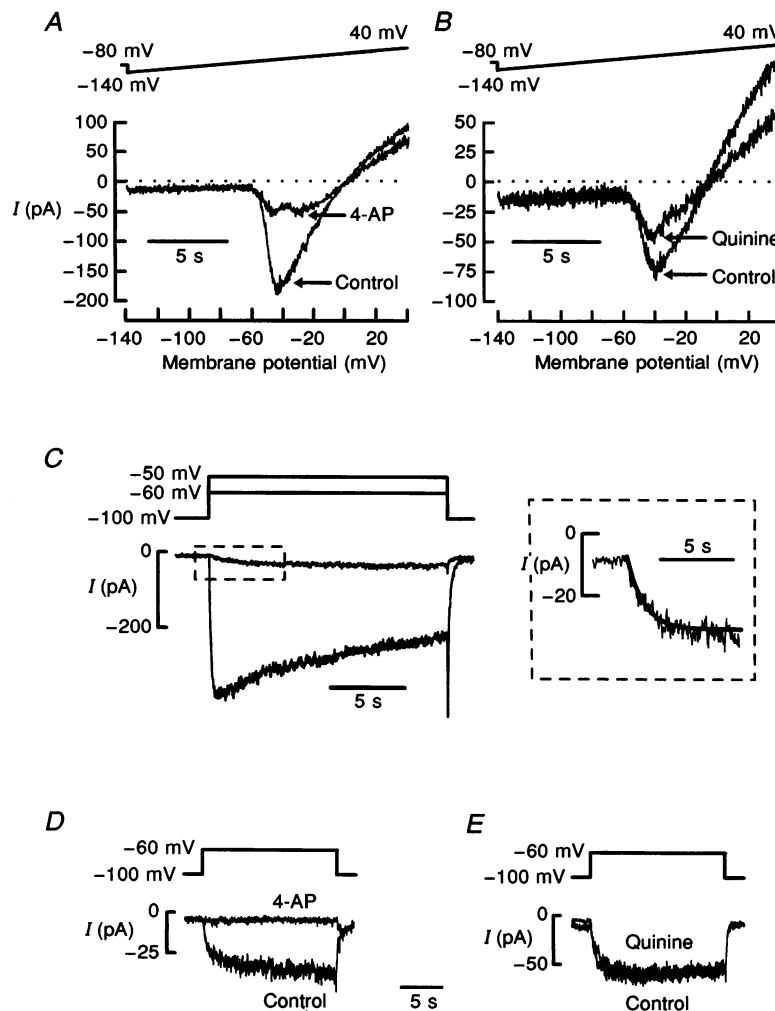 A
B
40 mV
40 mV
−80 mV
−80 mV
−140 mV
−140 mV
100
50
0
I (pA)
−50
−100
−150
−200
4-AP
5 s
Control
−140
−100
−60
−20
20
Membrane potential (mV)
50
25
0
−25
−50
−75
−100
Quinine
5 s
Control
−140
−100
−60
−20
20
Membrane potential (mV)
C
−50 mV
−60 mV
−100 mV
0
I (pA)
−200
5 s
0
5 s
I (pA)
−20
D
E
−60 mV
−100 mV
4-AP
0
I (pA)
−25
Control
5 s
−60 mV
−100 mV
0
I (pA)
Quinine
−50
Control